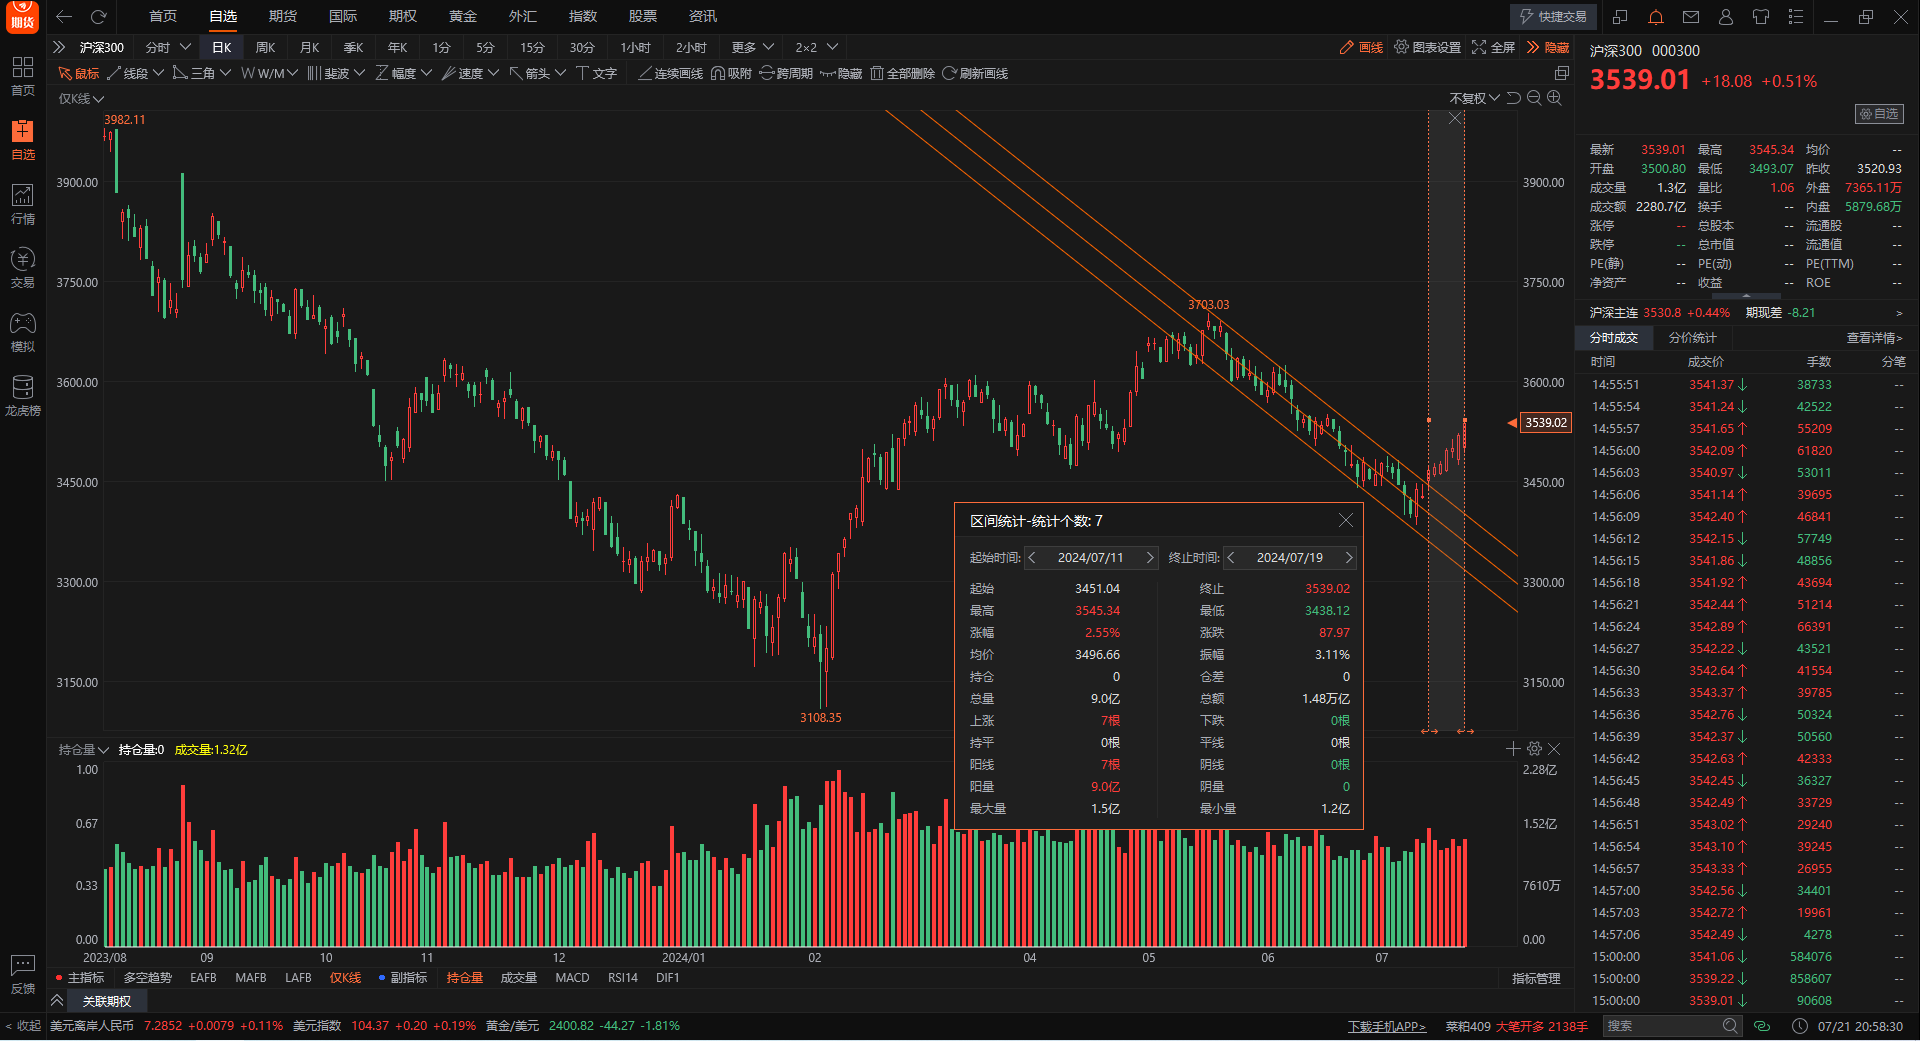 期货
首页 自选 期货 国际 期权 黄金 外汇 指数 股票 资讯
快捷交易
沪深300 分时 日K 周K 月K 季K 年K 1分 5分 15分 30分 1小时 2小时 更多 2×2
画线 图表设置 全屏 隐藏
鼠标 线段 三角 W/M 斐波 幅度 速度 箭头 文字 连续画线 吸附 跨周期 隐藏 全部删除 刷新画线
首页
自选
行情
交易
模拟
龙虎榜
反馈
< 收起
仅K线
不复权
3982.11
3900.00 3900.00
3750.00 3750.00
3703.03
3600.00 3600.00
3539.02
3450.00 3450.00
3300.00 3300.00
3150.00 3150.00
3108.35
区间统计-统计个数: 7
起始时间: 2024/07/11 终止时间: 2024/07/19
起始 3451.04 终止 3539.02
最高 3545.34 最低 3438.12
涨幅 2.55% 涨跌 87.97
均价 3496.66 振幅 3.11%
持仓 0 仓差 0
总量 9.0亿 总额 1.48万亿
上涨 7根 下跌 0根
持平 0根 平线 0根
阳线 7根 阴线 0根
阳量 9.0亿 阴量 0
最大量 1.5亿 最小量 1.2亿
持仓量 持仓量:0 成交量:1.32亿
1.00 2.28亿
0.67 1.52亿
0.33 7610万
0.00 0.00
2023/08 09 10 11 12 2024/01 02 04 05 06 07
主指标 多空趋势 EAFB MAFB LAFB 仅K线 副指标 持仓量 成交量 MACD RSI14 DIF1 指标管理
关联期权
美元离岸人民币 7.2852 +0.0079 +0.11% 美元指数 104.37 +0.20 +0.19% 黄金/美元 2400.82 -44.27 -1.81%
下载手机APP> 菜粕409 大笔开多 2138手 搜索 07/21 20:58:30
沪深300 000300
3539.01 +18.08 +0.51%
自选
最新 3539.01 最高 3545.34 均价 --
开盘 3500.80 最低 3493.07 昨收 3520.93
成交量 1.3亿 量比 1.06 外盘 7365.11万
成交额 2280.7亿 换手 -- 内盘 5879.68万
涨停 -- 总股本 -- 流通股 --
跌停 -- 总市值 -- 流通值 --
PE(静) -- PE(动) -- PE(TTM) --
净资产 -- 收益 -- ROE --
沪深主连 3530.8 +0.44% 期现差 -8.21 >
分时成交 分价统计 查看详情>
时间 成交价 手数 分笔
14:55:51 3541.37↓ 38733 --
14:55:54 3541.24↓ 42522 --
14:55:57 3541.65↑ 55209 --
14:56:00 3542.09↑ 61820 --
14:56:03 3540.97↓ 53011 --
14:56:06 3541.14↑ 39695 --
14:56:09 3542.40↑ 46841 --
14:56:12 3542.15↓ 57749 --
14:56:15 3541.86↓ 48856 --
14:56:18 3541.92↑ 43694 --
14:56:21 3542.44↑ 51214 --
14:56:24 3542.89↑ 66391 --
14:56:27 3542.22↓ 43521 --
14:56:30 3542.64↑ 41554 --
14:56:33 3543.37↑ 39785 --
14:56:36 3542.76↓ 50324 --
14:56:39 3542.37↓ 50560 --
14:56:42 3542.63↑ 42333 --
14:56:45 3542.45↓ 36327 --
14:56:48 3542.49↑ 33729 --
14:56:51 3543.02↑ 29240 --
14:56:54 3543.10↑ 39245 --
14:56:57 3543.33↑ 26955 --
14:57:00 3542.56↓ 34401 --
14:57:03 3542.72↑ 19961 --
14:57:06 3542.49↓ 4278 --
15:00:00 3541.06↓ 584076 --
15:00:00 3539.22↓ 858607 --
15:00:00 3539.01↓ 90608 --